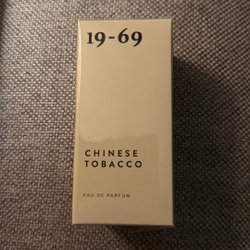 19-69
CHINESE
TOBACCO
EAU DE PARFUM